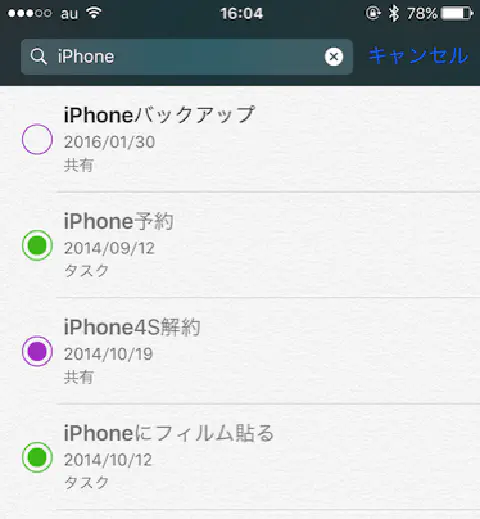 au 16:04 78%
iPhone キャンセル
iPhoneバックアップ
2016/01/30
共有
iPhone予約
2014/09/12
タスク
iPhone4S解約
2014/10/19
共有
iPhoneにフィルム貼る
2014/10/12
タスク